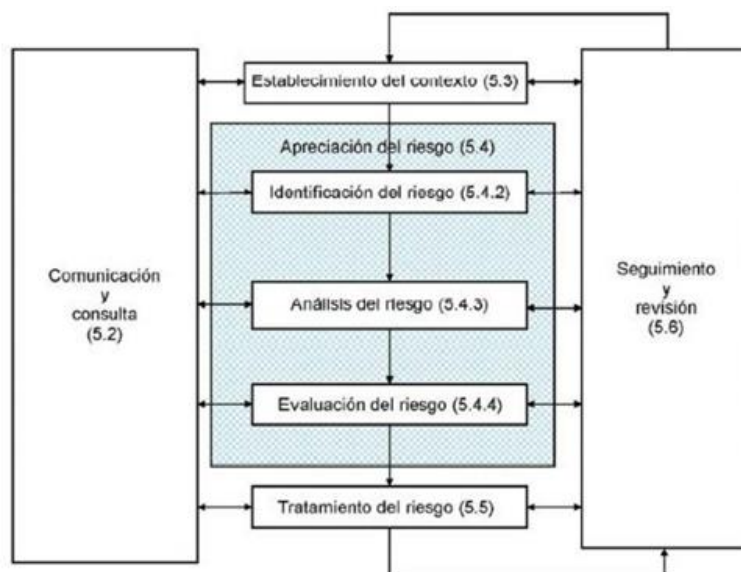 Establecimiento del contexto (5.3)
Apreciación del riesgo (5.4)
Identificación del riesgo (5.4.2)
Comunicación
y
consulta
(5.2)
Análisis del riesgo (5.4.3)
Seguimiento
y
revisión
(5.6)
Evaluación del riesgo (5.4.4)
Tratamiento del riesgo (5.5)